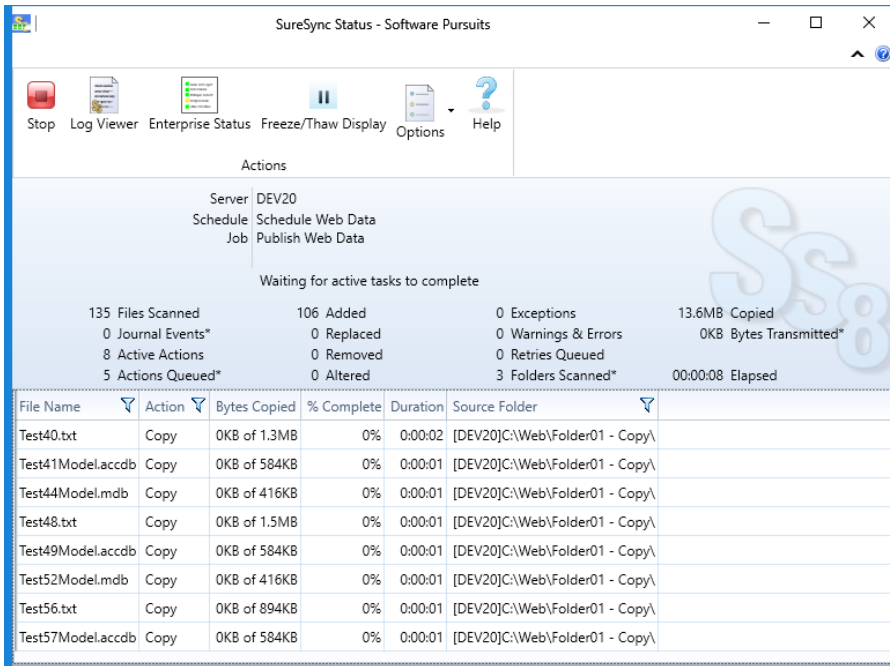 SureSync Status - Software Pursuits
Stop Log Viewer Enterprise Status Freeze/Thaw Display Options Help
Actions
Server DEV20
Schedule Schedule Web Data
Job Publish Web Data
Waiting for active tasks to complete
135 Files Scanned 106 Added 0 Exceptions 13.6MB Copied
0 Journal Events* 0 Replaced 0 Warnings & Errors 0KB Bytes Transmitted*
8 Active Actions 0 Removed 0 Retries Queued
5 Actions Queued* 0 Altered 3 Folders Scanned* 00:00:08 Elapsed
SS8
File Name Action Bytes Copied % Complete Duration Source Folder
Test40.txt Copy 0KB of 1.3MB 0% 0:00:02 [DEV20]C:\Web\Folder01 - Copy\
Test41Model.accdb Copy 0KB of 584KB 0% 0:00:01 [DEV20]C:\Web\Folder01 - Copy\
Test44Model.mdb Copy 0KB of 416KB 0% 0:00:01 [DEV20]C:\Web\Folder01 - Copy\
Test48.txt Copy 0KB of 1.5MB 0% 0:00:01 [DEV20]C:\Web\Folder01 - Copy\
Test49Model.accdb Copy 0KB of 584KB 0% 0:00:01 [DEV20]C:\Web\Folder01 - Copy\
Test52Model.mdb Copy 0KB of 416KB 0% 0:00:01 [DEV20]C:\Web\Folder01 - Copy\
Test56.txt Copy 0KB of 894KB 0% 0:00:01 [DEV20]C:\Web\Folder01 - Copy\
Test57Model.accdb Copy 0KB of 584KB 0% 0:00:01 [DEV20]C:\Web\Folder01 - Copy\